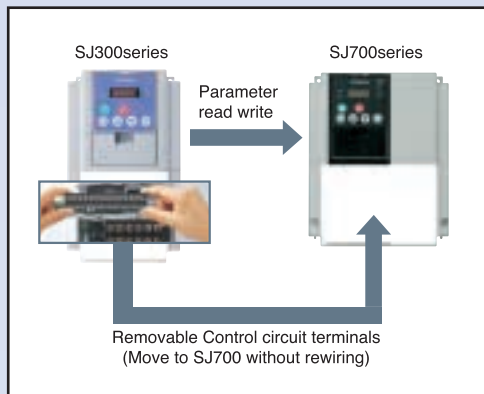 SJ300series
SJ700series
Parameter
read write
Removable Control circuit terminals
(Move to SJ700 without rewiring)